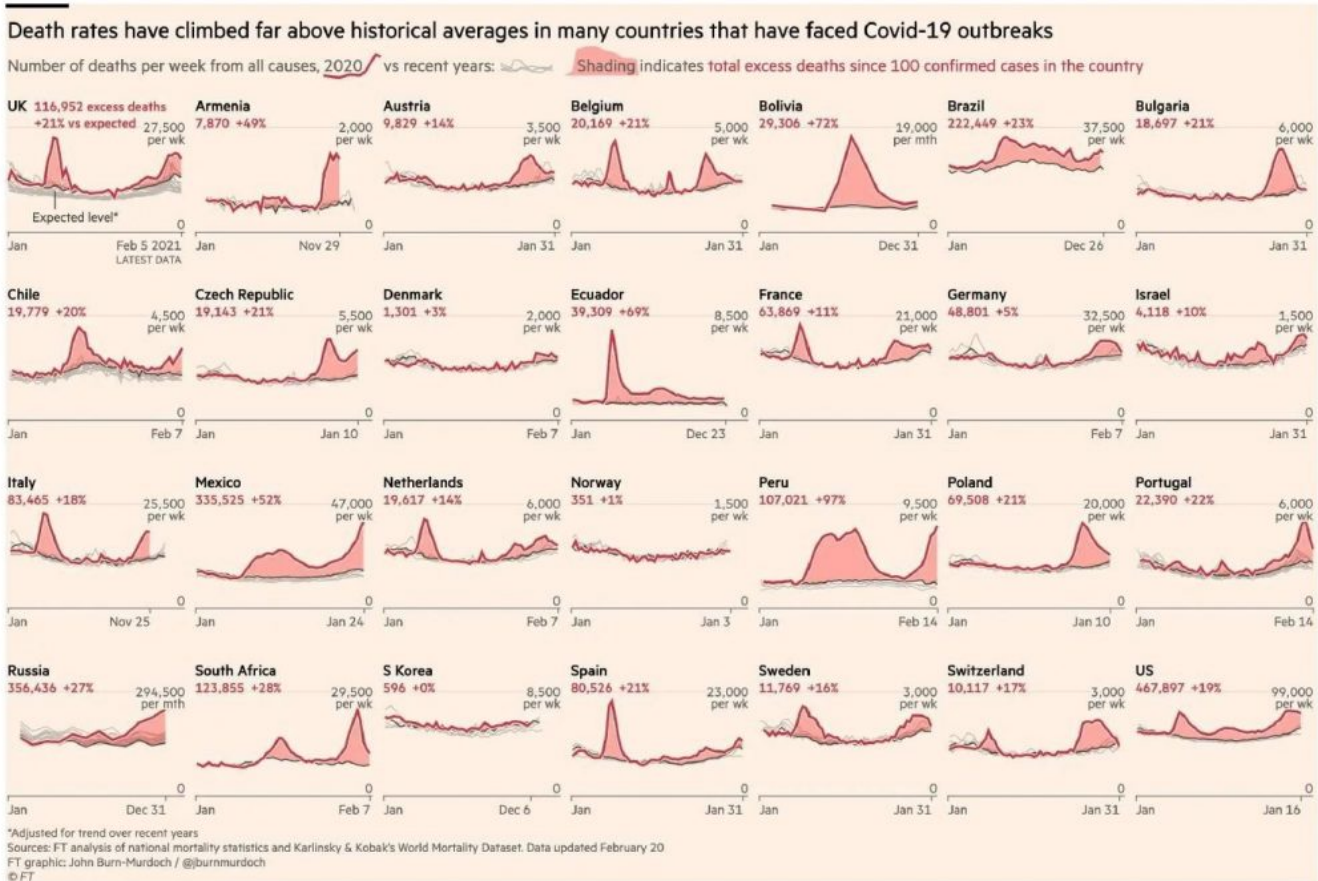 Death rates have climbed far above historical averages in many countries that have faced Covid-19 outbreaks
Number of deaths per week from all causes, 2020 vs recent years: Shading indicates total excess deaths since 100 confirmed cases in the country
UK 116,952 excess deaths
+21% vs expected
27,500
per wk
Expected level*
0
Jan Feb 5 2021
LATEST DATA
Armenia
7,870 +49%
2,000
per wk
0
Jan Nov 29
Austria
9,829 +14%
3,500
per wk
0
Jan Jan 31
Belgium
20,169 +21%
5,000
per wk
0
Jan Jan 31
Bolivia
29,306 +72%
19,000
per mth
0
Jan Dec 31
Brazil
222,449 +23%
37,500
per wk
0
Jan Dec 26
Bulgaria
18,697 +21%
6,000
per wk
0
Jan Jan 31
Chile
19,779 +20%
4,500
per wk
0
Jan Feb 7
Czech Republic
19,143 +21%
5,500
per wk
0
Jan Jan 10
Denmark
1,301 +3%
2,000
per wk
0
Jan Feb 7
Ecuador
39,309 +69%
8,500
per wk
0
Jan Dec 23
France
63,869 +11%
21,000
per wk
0
Jan Jan 31
Germany
48,801 +5%
32,500
per wk
0
Jan Feb 7
Israel
4,118 +10%
1,500
per wk
0
Jan Jan 31
Italy
83,465 +18%
25,500
per wk
0
Jan Nov 25
Mexico
335,525 +52%
47,000
per wk
0
Jan Jan 24
Netherlands
19,617 +14%
6,000
per wk
0
Jan Feb 7
Norway
351 +1%
1,500
per wk
0
Jan Jan 3
Peru
107,021 +97%
9,500
per wk
0
Jan Feb 14
Poland
69,508 +21%
20,000
per wk
0
Jan Jan 10
Portugal
22,390 +22%
6,000
per wk
0
Jan Feb 14
Russia
356,436 +27%
294,500
per mth
0
Jan Dec 31
South Africa
123,855 +28%
29,500
per wk
0
Jan Feb 7
S Korea
596 +0%
8,500
per wk
0
Jan Dec 6
Spain
80,526 +21%
23,000
per wk
0
Jan Jan 31
Sweden
11,769 +16%
3,000
per wk
0
Jan Jan 31
Switzerland
10,117 +17%
3,000
per wk
0
Jan Jan 31
US
467,897 +19%
99,000
per wk
0
Jan Jan 16
*Adjusted for trend over recent years
Sources: FT analysis of national mortality statistics and Karlinsky & Kobak's World Mortality Dataset. Data updated February 20
FT graphic: John Burn-Murdoch / @jburnmurdoch
© FT